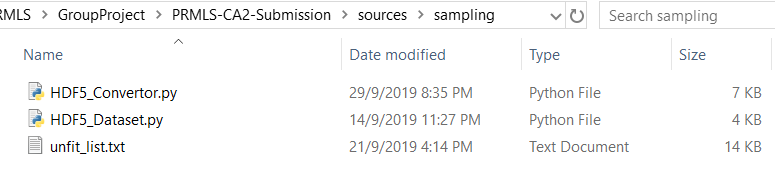 RMLS > GroupProject > PRMLS-CA2-Submission > sources > sampling Search sampling
Name Date modified Type Size
HDF5_Convertor.py 29/9/2019 8:35 PM Python File 7 KB
HDF5_Dataset.py 14/9/2019 11:27 PM Python File 4 KB
unfit_list.txt 21/9/2019 4:14 PM Text Document 14 KB